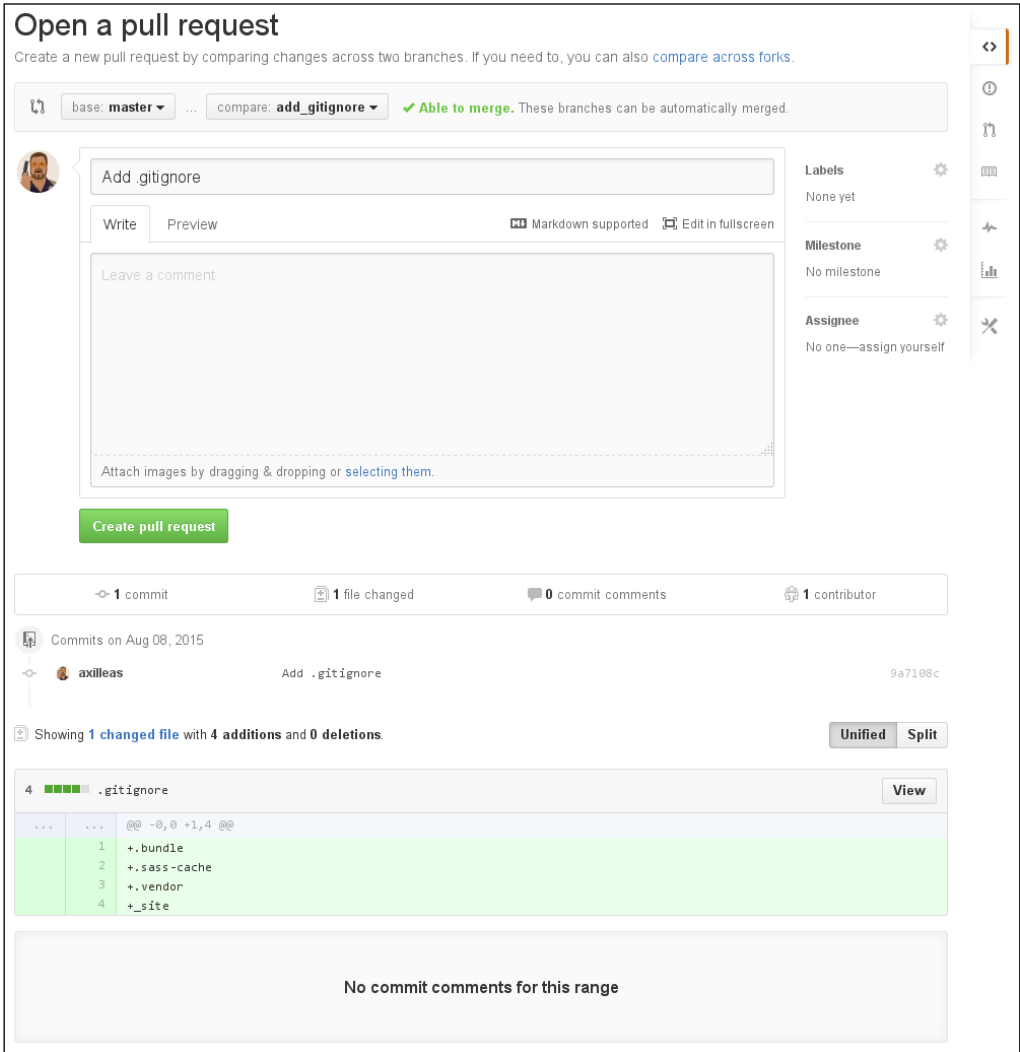 Open a pull request
Create a new pull request by comparing changes across two branches. If you need to, you can also compare across forks.
base: master ... compare: add_gitignore Able to merge. These branches can be automatically merged.
Add .gitignore
Write Preview Markdown supported Edit in fullscreen
Leave a comment
Attach images by dragging & dropping or selecting them.
Create pull request
Labels
None yet
Milestone
No milestone
Assignee
No one—assign yourself
1 commit 1 file changed 0 commit comments 1 contributor
Commits on Aug 08, 2015
axilleas Add .gitignore 9a7108c
Showing 1 changed file with 4 additions and 0 deletions. Unified Split
4 .gitignore View
... ... @@ -0,0 +1,4 @@
1 +.bundle
2 +.sass-cache
3 +.vendor
4 +_site
No commit comments for this range